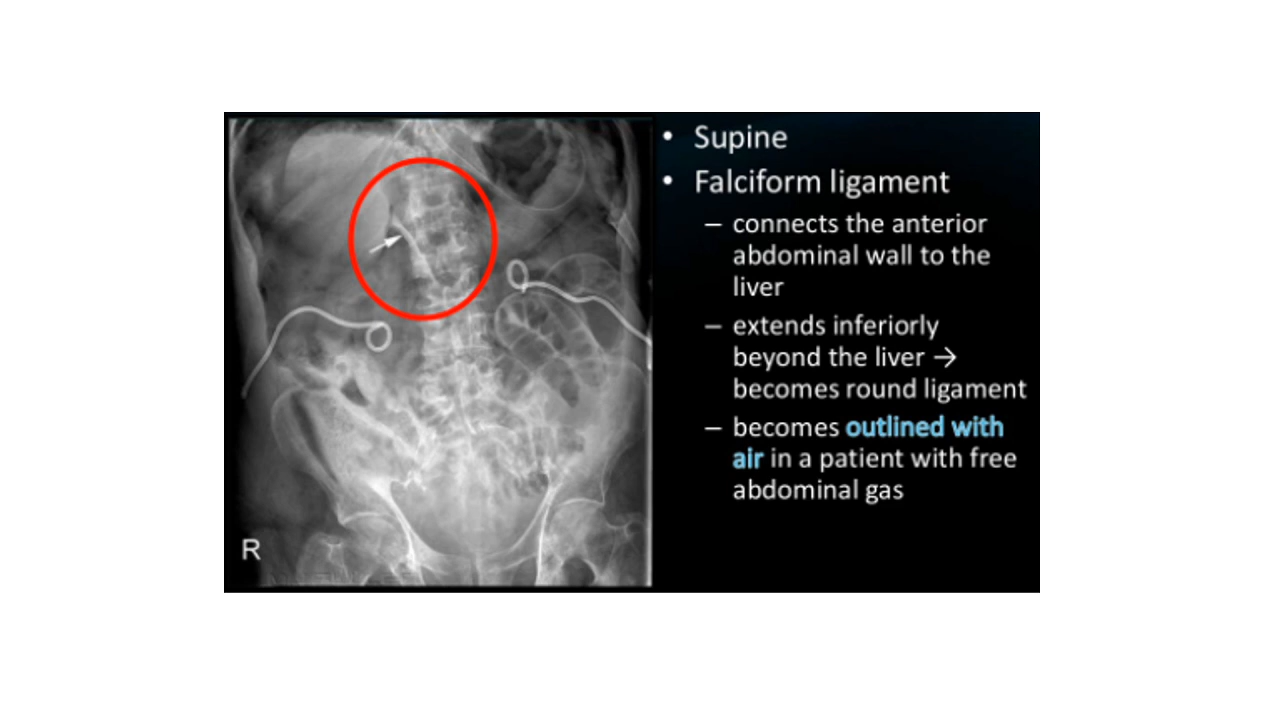 • Supine
• Falciform ligament
– connects the anterior
abdominal wall to the
liver
– extends inferiorly
beyond the liver →
becomes round ligament
– becomes outlined with
air in a patient with free
abdominal gas
R